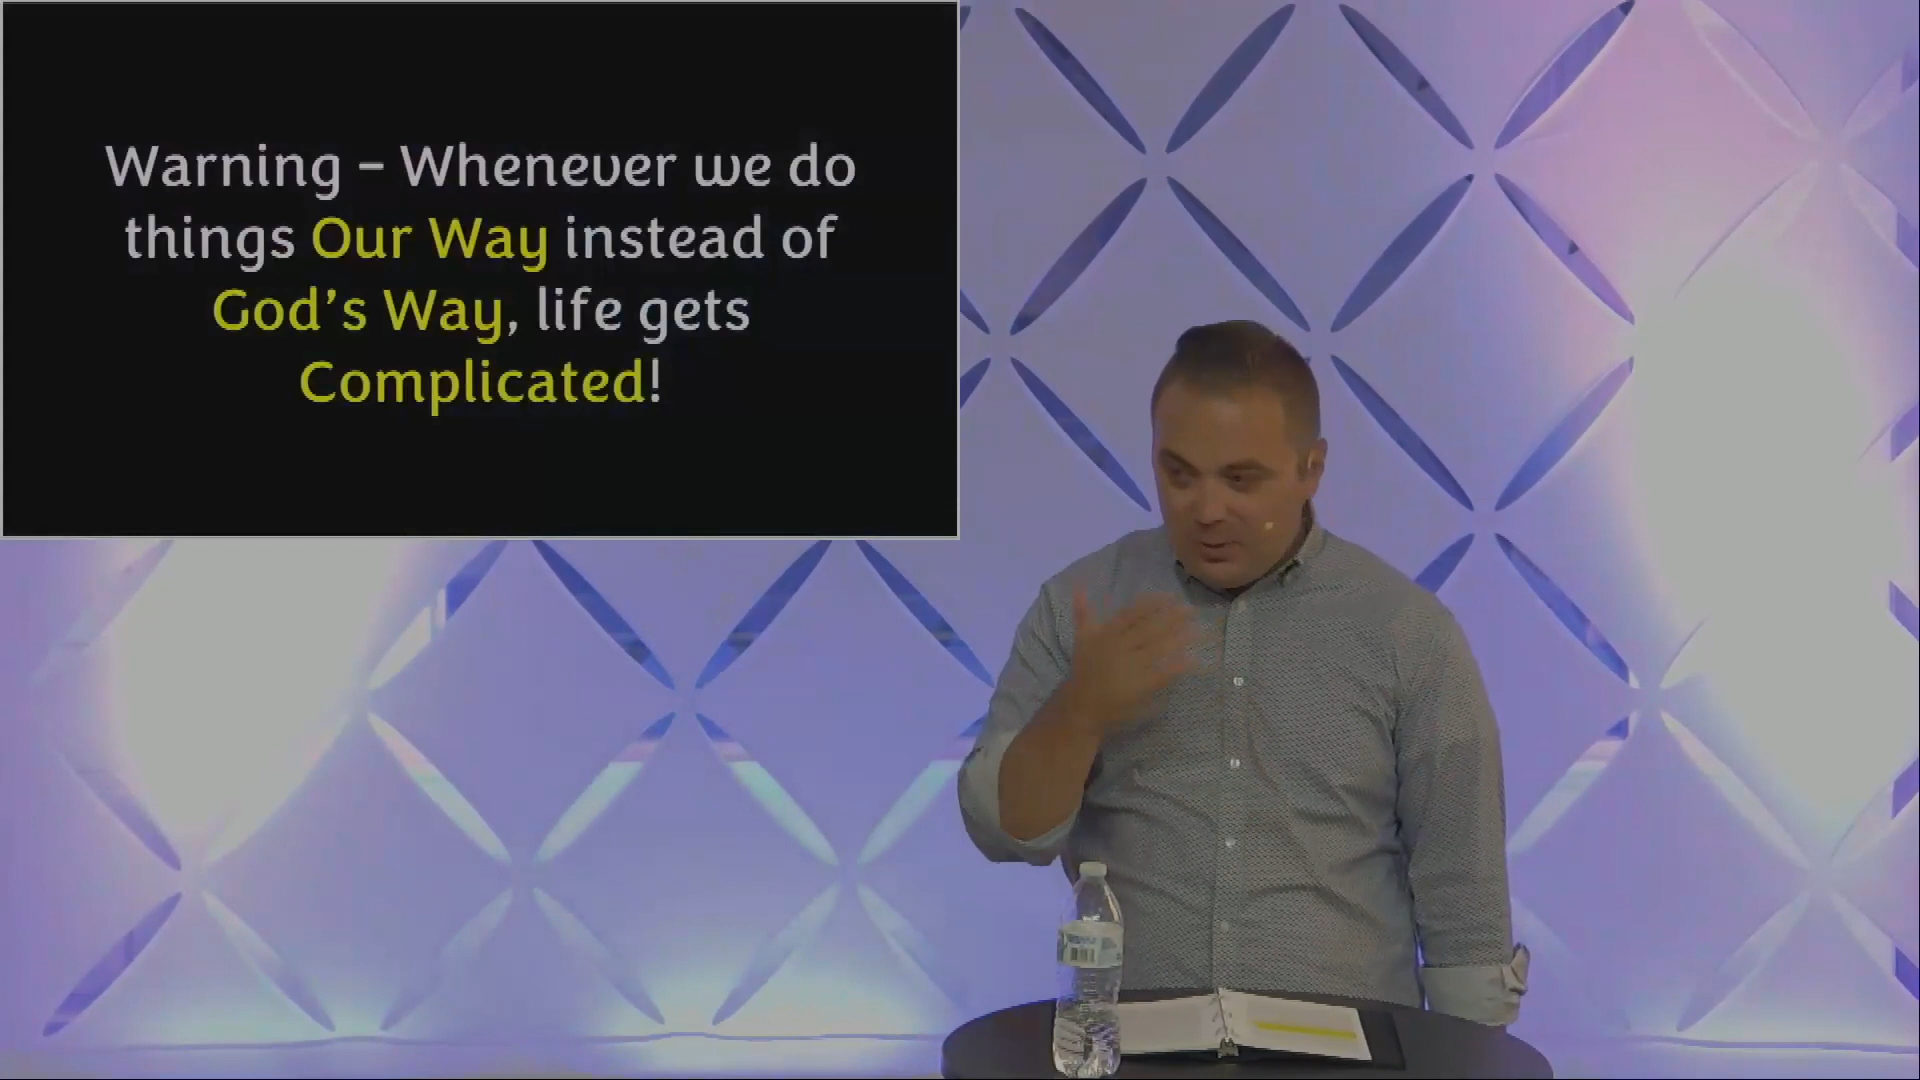 Warning – Whenever we do
things Our Way instead of
God's Way, life gets
Complicated!